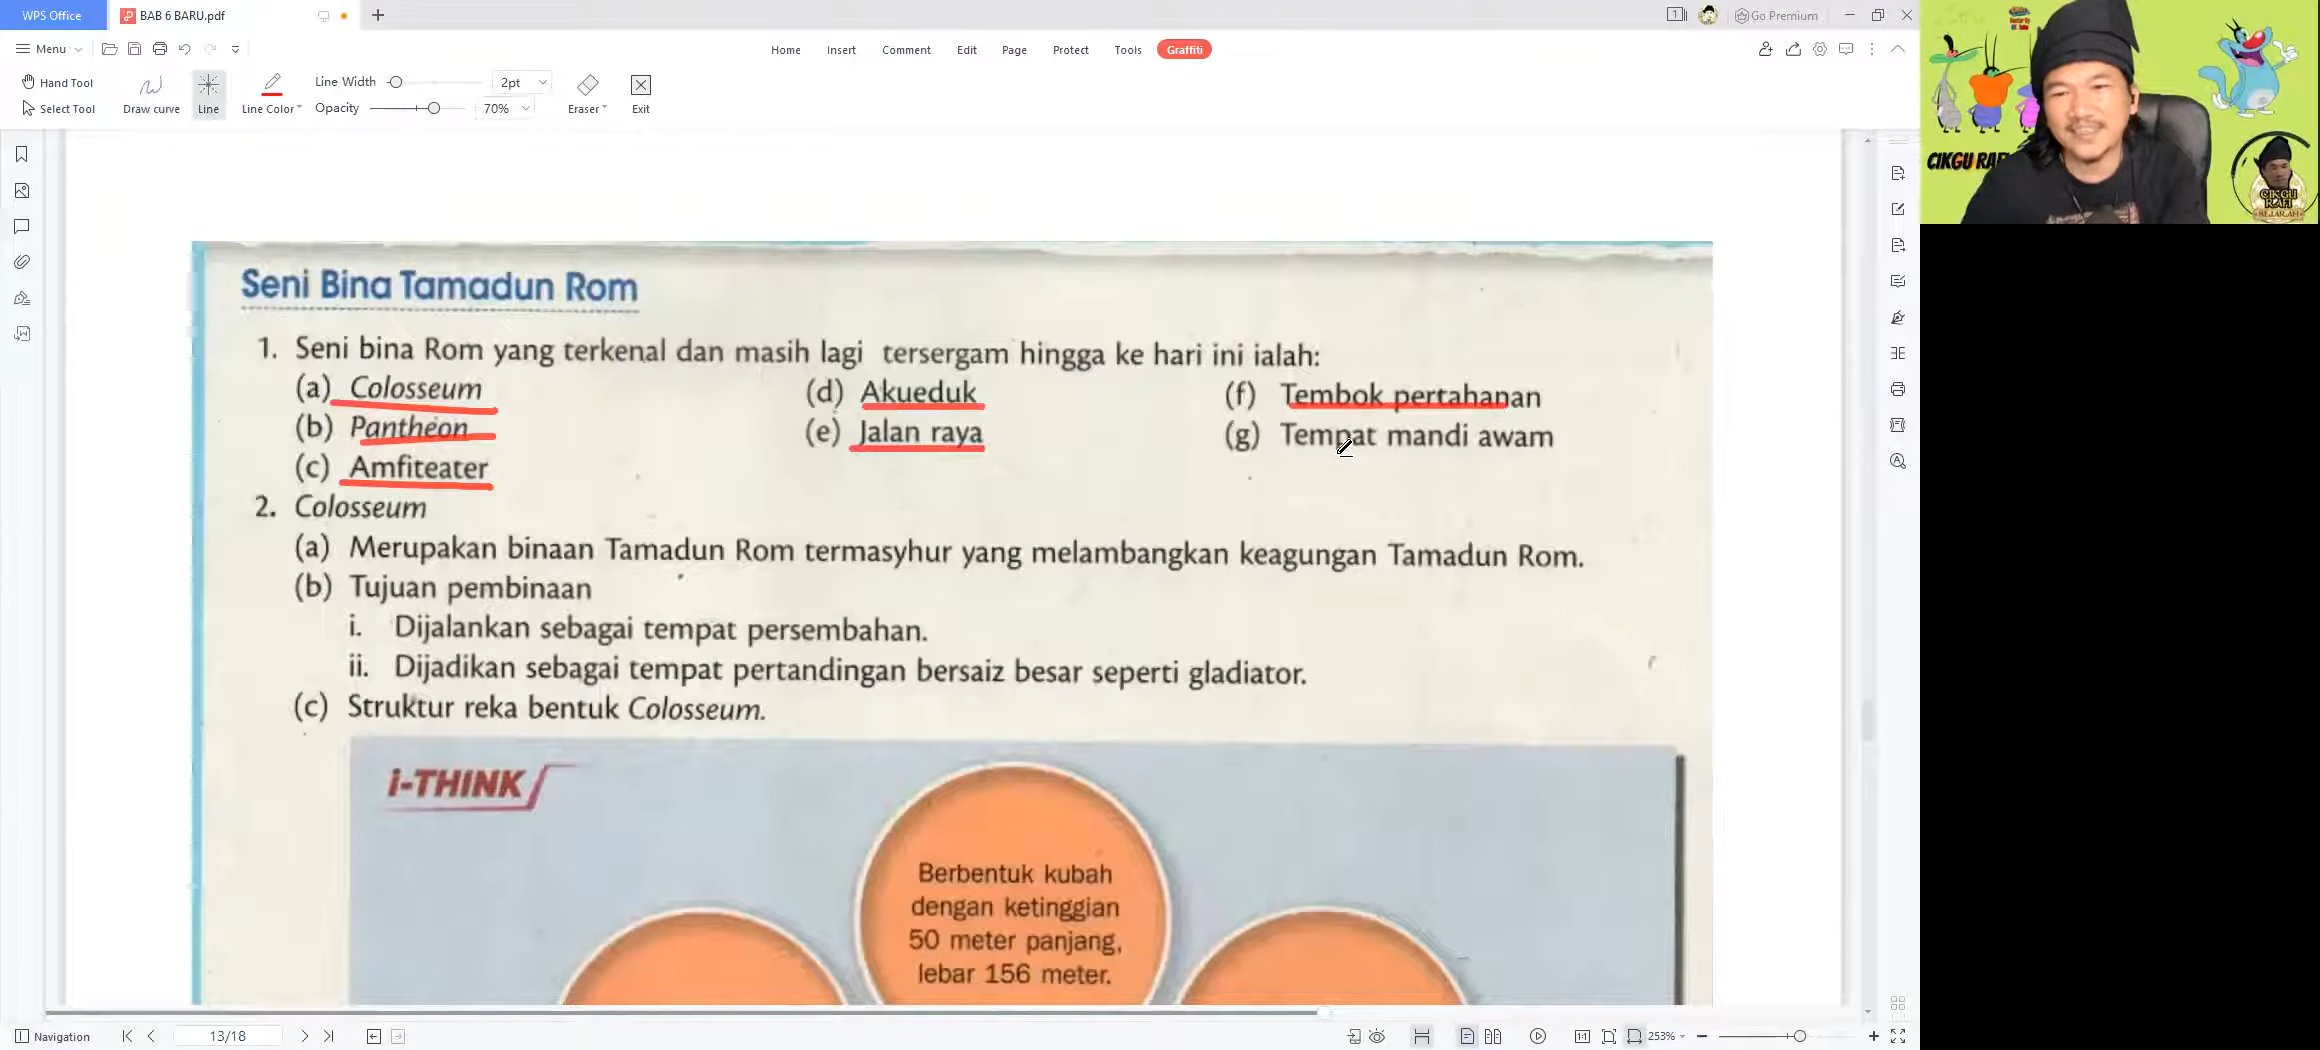 WPS Office
BAB 6 BARU.pdf
1
Go Premium
Menu
Home Insert Comment Edit Page Protect Tools Graffiti
Hand Tool
Select Tool
Draw curve
Line
Line Color
Line Width 2pt
Opacity 70%
Eraser
Exit
CIKGU RAFI
CIKGU
RAFI
SEJARAH
Seni Bina Tamadun Rom
1. Seni bina Rom yang terkenal dan masih lagi tersergam hingga ke hari ini ialah:
(a) Colosseum (d) Akueduk (f) Tembok pertahanan
(b) Pantheon (e) Jalan raya (g) Tempat mandi awam
(c) Amfiteater
2. Colosseum
(a) Merupakan binaan Tamadun Rom termasyhur yang melambangkan keagungan Tamadun Rom.
(b) Tujuan pembinaan
i. Dijalankan sebagai tempat persembahan.
ii. Dijadikan sebagai tempat pertandingan bersaiz besar seperti gladiator.
(c) Struktur reka bentuk Colosseum.
i-THINK
Berbentuk kubah
dengan ketinggian
50 meter panjang,
lebar 156 meter.
Navigation
13/18
253%